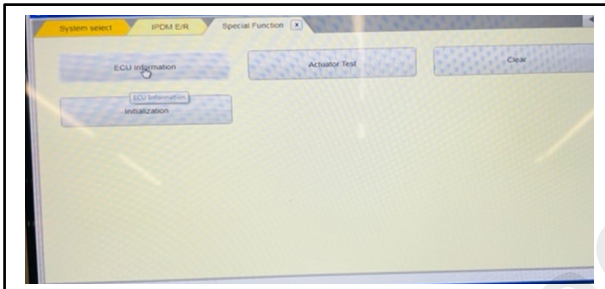 System select IPDM E/R Special Function x
ECU Information Actuator Test Clear
ECU Information
Initialization